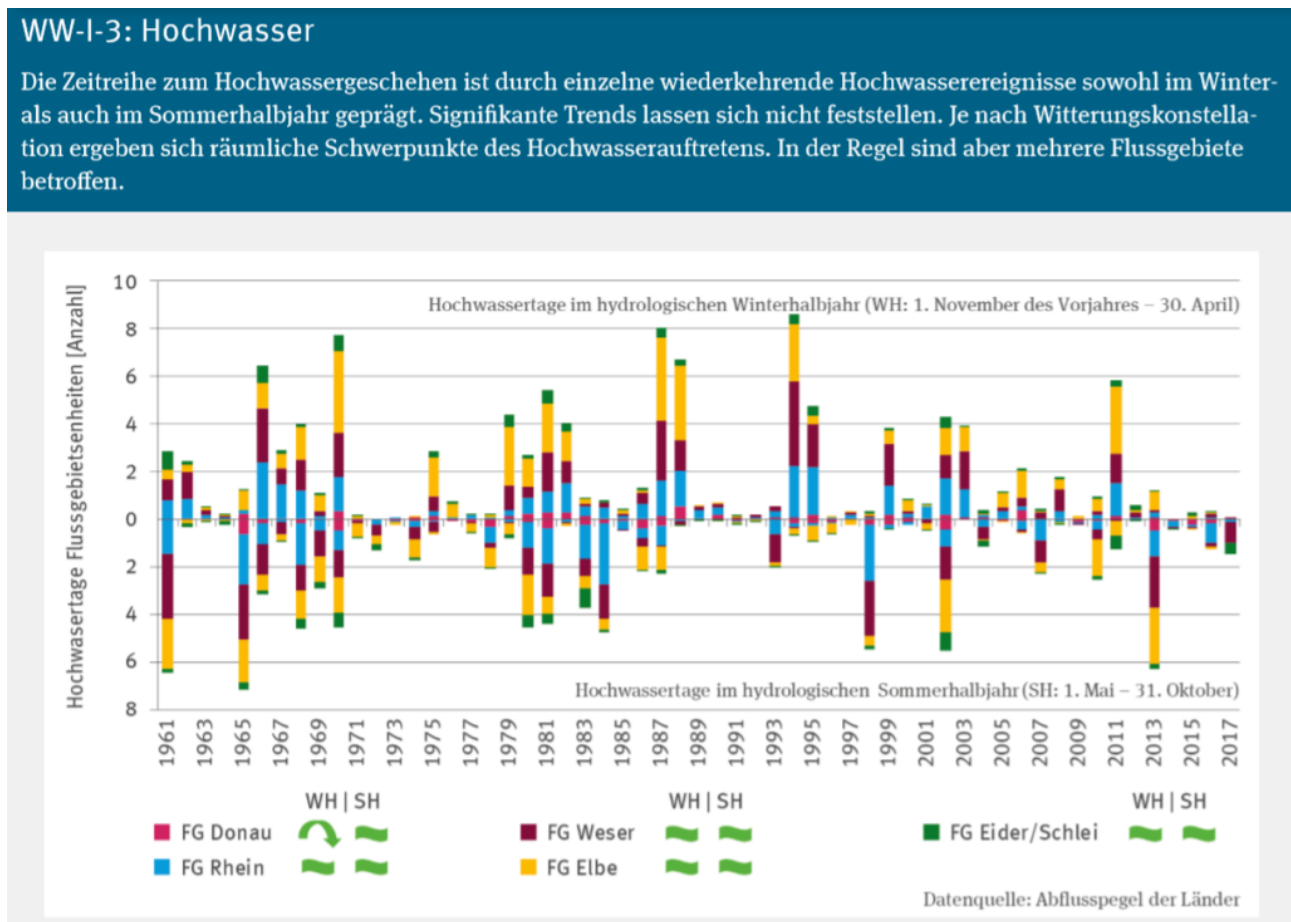 WW-I-3: Hochwasser
Die Zeitreihe zum Hochwassergeschehen ist durch einzelne wiederkehrende Hochwasserereignisse sowohl im Winter-
als auch im Sommerhalbjahr geprägt. Signifikante Trends lassen sich nicht feststellen. Je nach Witterungskonstella-
tion ergeben sich räumliche Schwerpunkte des Hochwasserauftretens. In der Regel sind aber mehrere Flussgebiete
betroffen.
Hochwasertage Flussgebietsenheiten [Anzahl]
10
8
6
4
2
0
2
4
6
8
Hochwassertage im hydrologischen Winterhalbjahr (WH: 1. November des Vorjahres – 30. April)
Hochwassertage im hydrologischen Sommerhalbjahr (SH: 1. Mai – 31. Oktober)
1961 1963 1965 1967 1969 1971 1973 1975 1977 1979 1981 1983 1985 1987 1989 1991 1993 1995 1997 1999 2001 2003 2005 2007 2009 2011 2013 2015 2017
WH | SH WH | SH WH | SH
FG Donau FG Weser FG Eider/Schlei
FG Rhein FG Elbe
Datenquelle: Abflusspegel der Länder